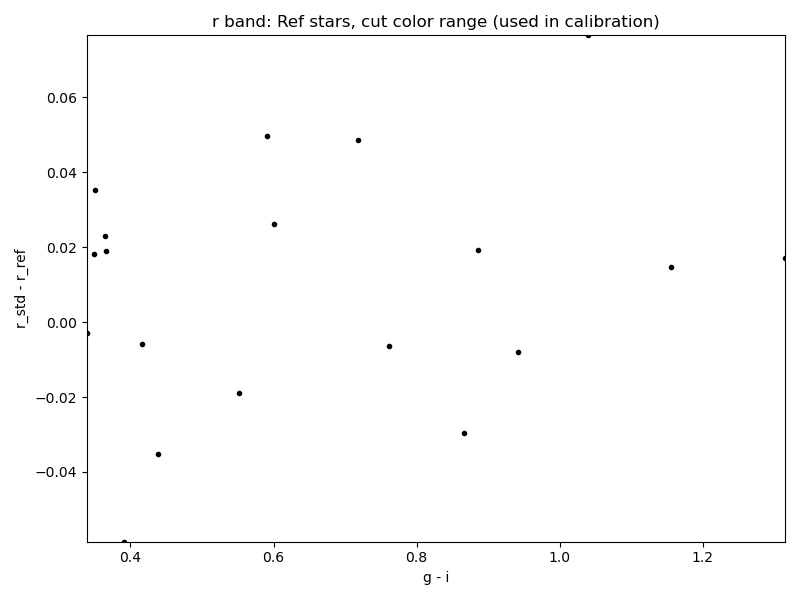 r band: Ref stars, cut color range (used in calibration)
r_std - r_ref
0.06
0.04
0.02
0.00
−0.02
−0.04
0.4 0.6 0.8 1.0 1.2
g - i